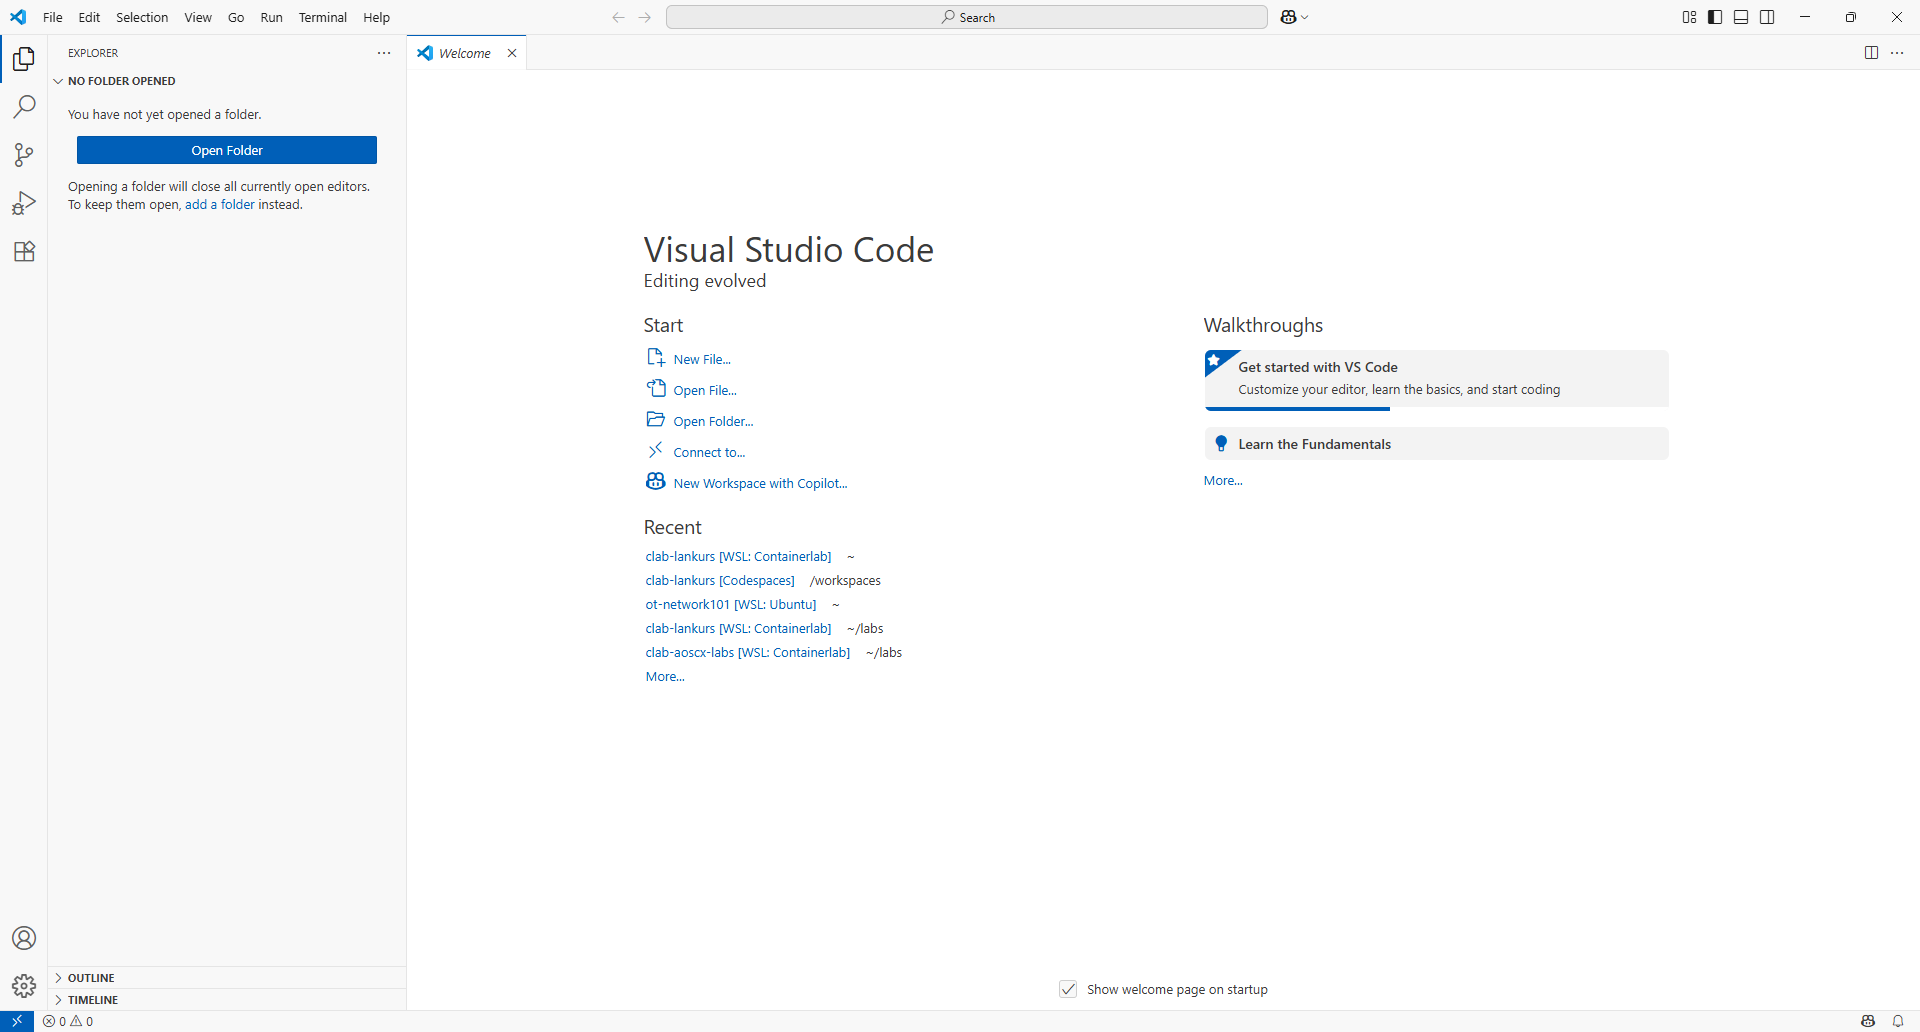 File Edit Selection View Go Run Terminal Help
Search
EXPLORER
Welcome
NO FOLDER OPENED
You have not yet opened a folder.
Open Folder
Opening a folder will close all currently open editors.
To keep them open, add a folder instead.
Visual Studio Code
Editing evolved
Start
New File...
Open File...
Open Folder...
Connect to...
New Workspace with Copilot...
Recent
clab-lankurs [WSL: Containerlab] ~
clab-lankurs [Codespaces] /workspaces
ot-network101 [WSL: Ubuntu] ~
clab-lankurs [WSL: Containerlab] ~/labs
clab-aoscx-labs [WSL: Containerlab] ~/labs
More...
Walkthroughs
Get started with VS Code
Customize your editor, learn the basics, and start coding
Learn the Fundamentals
More...
OUTLINE
TIMELINE
Show welcome page on startup
0 0